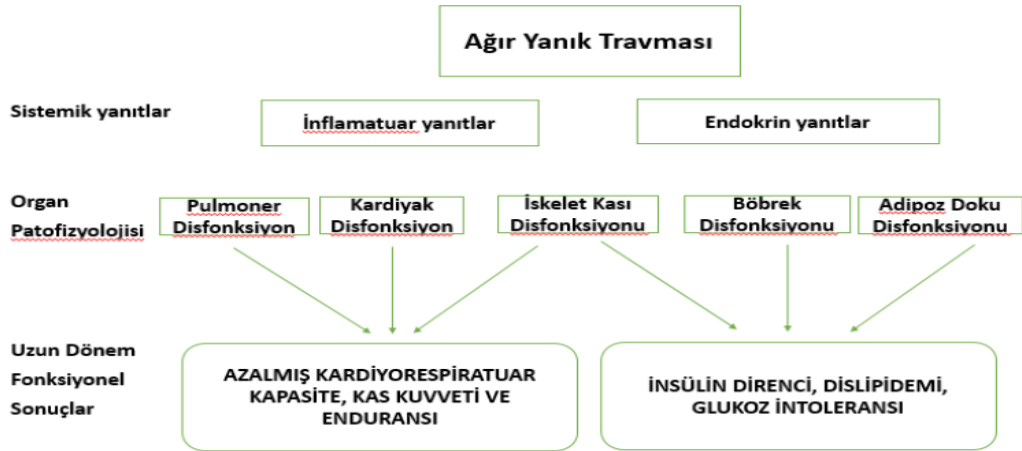 Ağır Yanık Travması
Sistemik yanıtlar
İnflamatuar yanıtlar
Endokrin yanıtlar
Organ
Patofizyolojisi
Pulmoner
Disfonksiyon
Kardiyak
Disfonksiyon
İskelet Kası
Disfonksiyonu
Böbrek
Disfonksiyonu
Adipoz Doku
Disfonksiyonu
Uzun Dönem
Fonksiyonel
Sonuçlar
AZALMIŞ KARDİYORESPİRATUAR
KAPASİTE, KAS KUVVETİ VE
ENDURANSI
İNSÜLİN DİRENCİ, DİSLİPİDEMİ,
GLUKOZ İNTOLERANSI